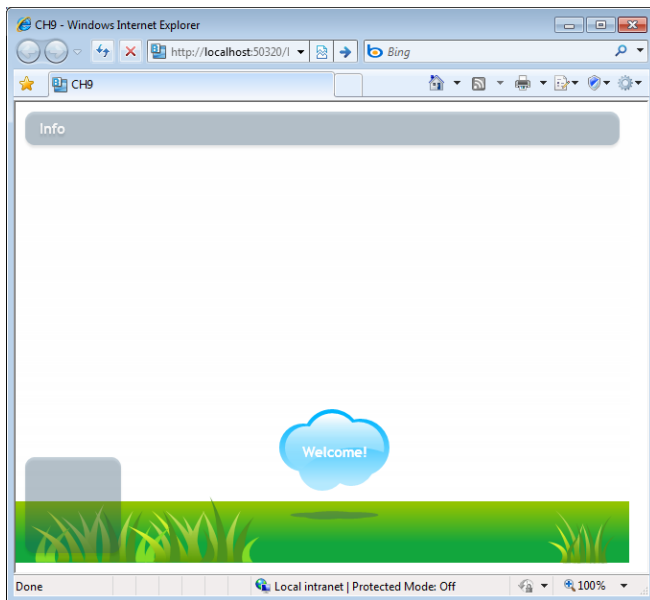 CH9 - Windows Internet Explorer
http://localhost:50320/I
Bing
CH9
Info
Welcome!
Done
Local intranet | Protected Mode: Off
100%